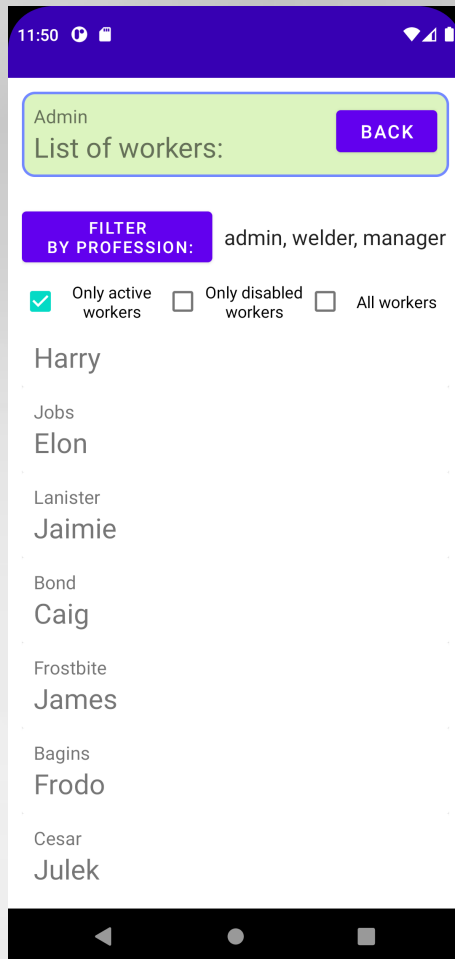 11:50
Admin
List of workers:
BACK
FILTER
BY PROFESSION:
admin, welder, manager
Only active
workers
Only disabled
workers
All workers
Harry
Jobs
Elon
Lanister
Jaimie
Bond
Caig
Frostbite
James
Bagins
Frodo
Cesar
Julek